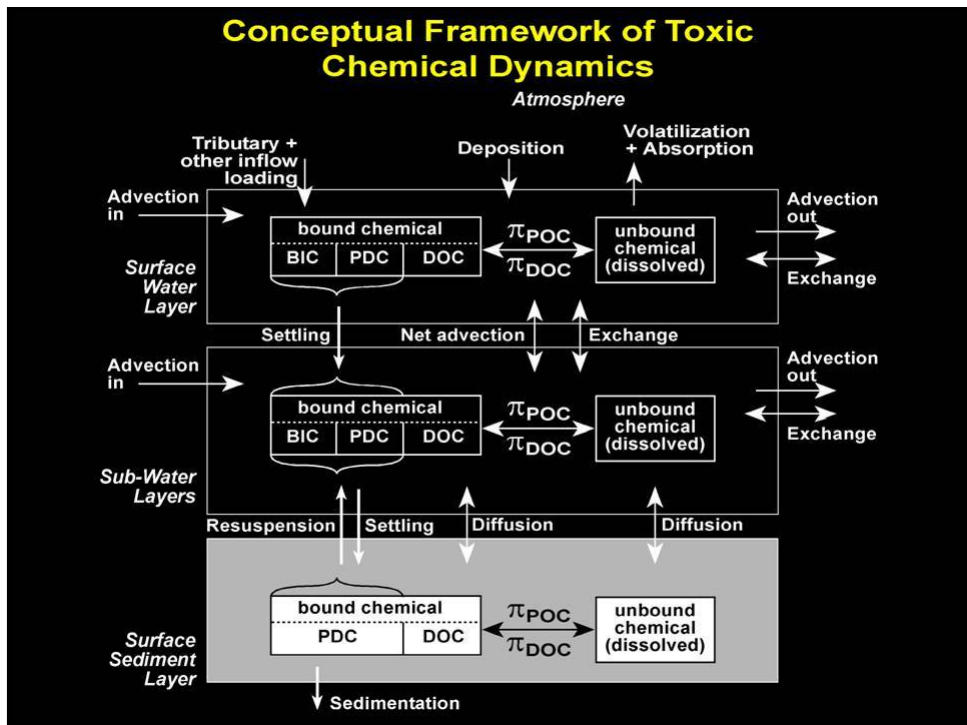 Conceptual Framework of Toxic
Chemical Dynamics
Atmosphere
Tributary +
other inflow
loading
Deposition
Volatilization
+ Absorption
Advection
in
Surface
Water
Layer
bound chemical
BIC PDC DOC
πPOC
πDOC
unbound
chemical
(dissolved)
Advection
out
Exchange
Settling
Net advection
Exchange
Advection
in
Sub-Water
Layers
bound chemical
BIC PDC DOC
πPOC
πDOC
unbound
chemical
(dissolved)
Advection
out
Exchange
Resuspension
Settling
Diffusion
Diffusion
Surface
Sediment
Layer
bound chemical
PDC DOC
πPOC
πDOC
unbound
chemical
(dissolved)
Sedimentation